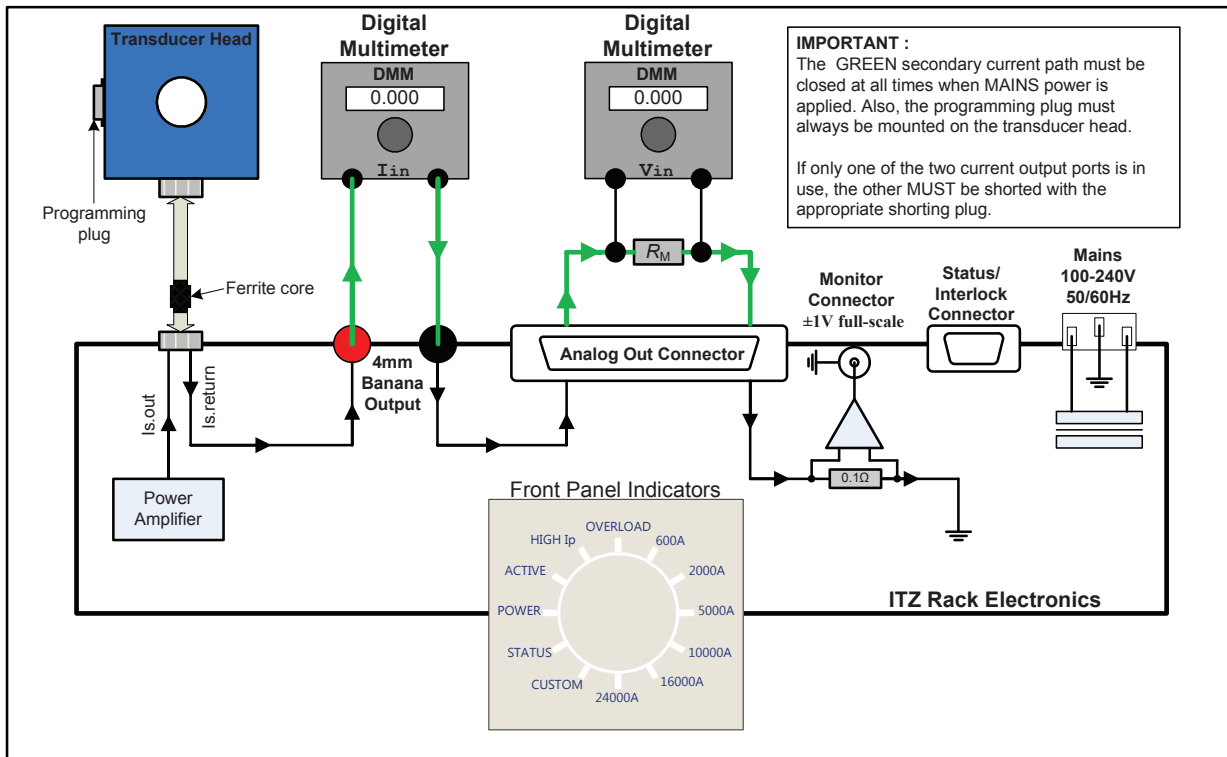 Transducer Head
Programming
plug
Ferrite core
Digital
Multimeter
DMM
0.000
Iin
Digital
Multimeter
DMM
0.000
Vin
RM
IMPORTANT :
The GREEN secondary current path must be
closed at all times when MAINS power is
applied. Also, the programming plug must
always be mounted on the transducer head.
If only one of the two current output ports is in
use, the other MUST be shorted with the
appropriate shorting plug.
Monitor
Connector
±1V full-scale
Status/
Interlock
Connector
Mains
100-240V
50/60Hz
Is.out
Is.return
4mm
Banana
Output
Analog Out Connector
0.1Ω
Power
Amplifier
Front Panel Indicators
OVERLOAD
HIGH Ip
600A
ACTIVE
2000A
POWER
5000A
STATUS
10000A
CUSTOM
16000A
24000A
ITZ Rack Electronics